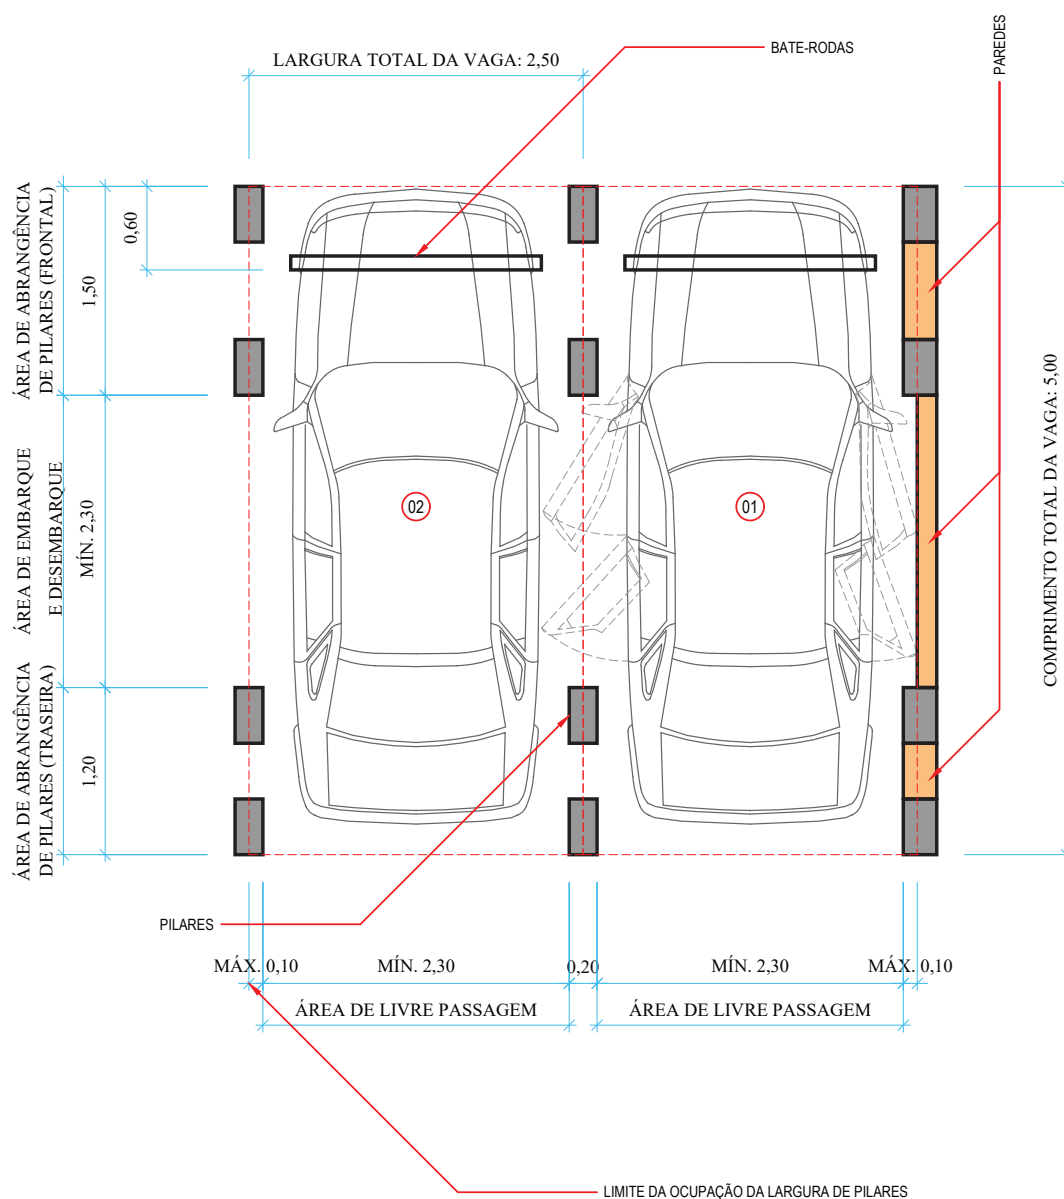 LARGURA TOTAL DA VAGA: 2,50
BATE-RODAS
PAREDES
ÁREA DE ABRANGÊNCIA
DE PILARES (FRONTAL)
1,50
0,60
ÁREA DE EMBARQUE
E DESEMBARQUE
MÍN. 2,30
ÁREA DE ABRANGÊNCIA
DE PILARES (TRASEIRA)
1,20
02
01
COMPRIMENTO TOTAL DA VAGA: 5,00
PILARES
MÁX. 0,10
MÍN. 2,30
0,20
MÍN. 2,30
MÁX. 0,10
ÁREA DE LIVRE PASSAGEM
ÁREA DE LIVRE PASSAGEM
LIMITE DA OCUPAÇÃO DA LARGURA DE PILARES